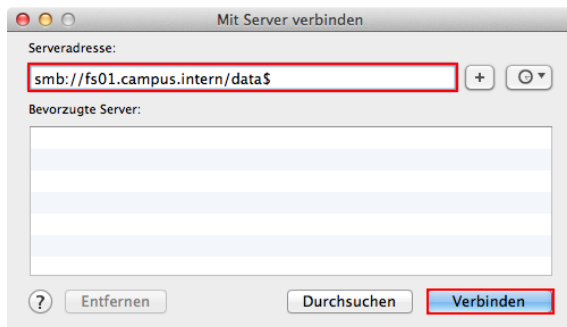 Mit Server verbinden
Serveradresse:
smb://fs01.campus.intern/data$
+
Bevorzugte Server:
? Entfernen Durchsuchen Verbinden